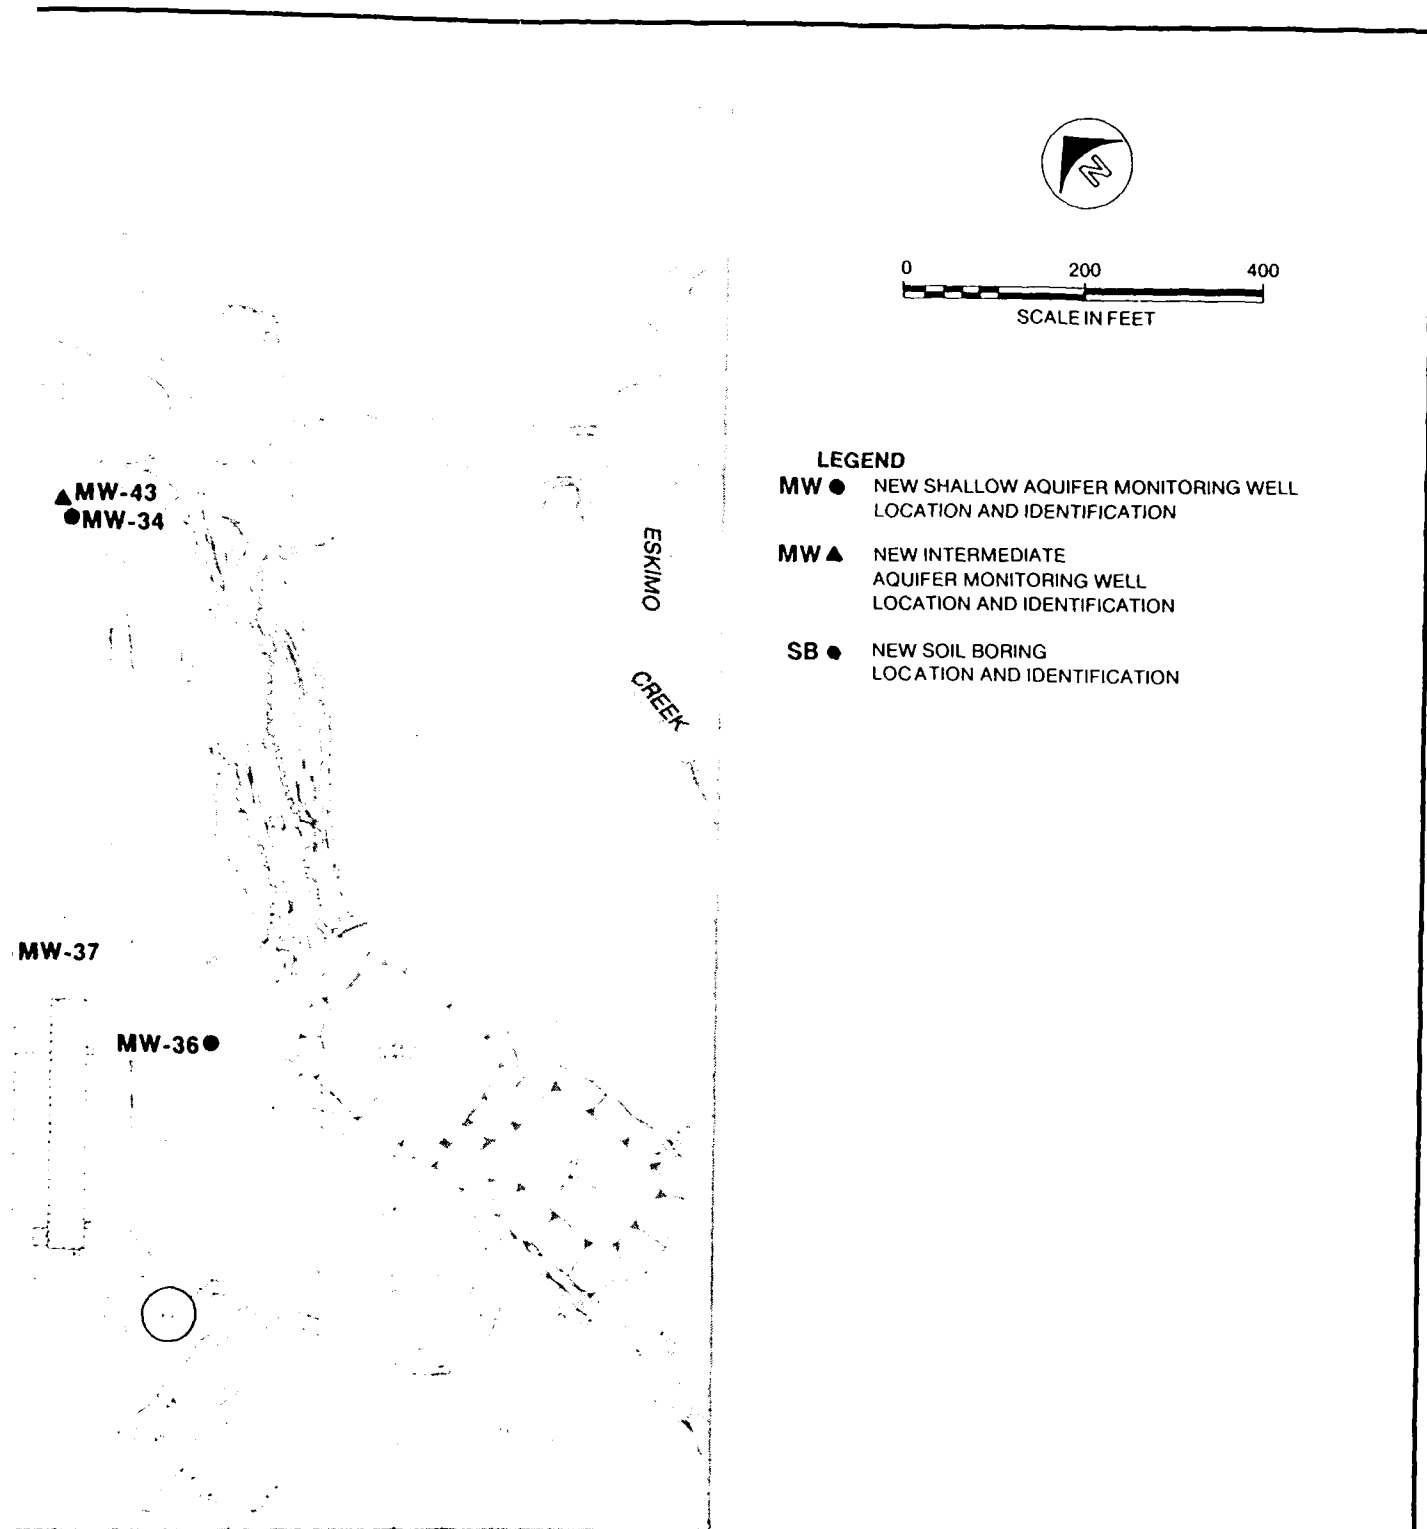 N
0 200 400
SCALE IN FEET
LEGEND
MW ● NEW SHALLOW AQUIFER MONITORING WELL
LOCATION AND IDENTIFICATION
MW ▲ NEW INTERMEDIATE
AQUIFER MONITORING WELL
LOCATION AND IDENTIFICATION
SB ● NEW SOIL BORING
LOCATION AND IDENTIFICATION
MW-43
MW-34
ESKIMO
CREEK
MW-37
MW-36